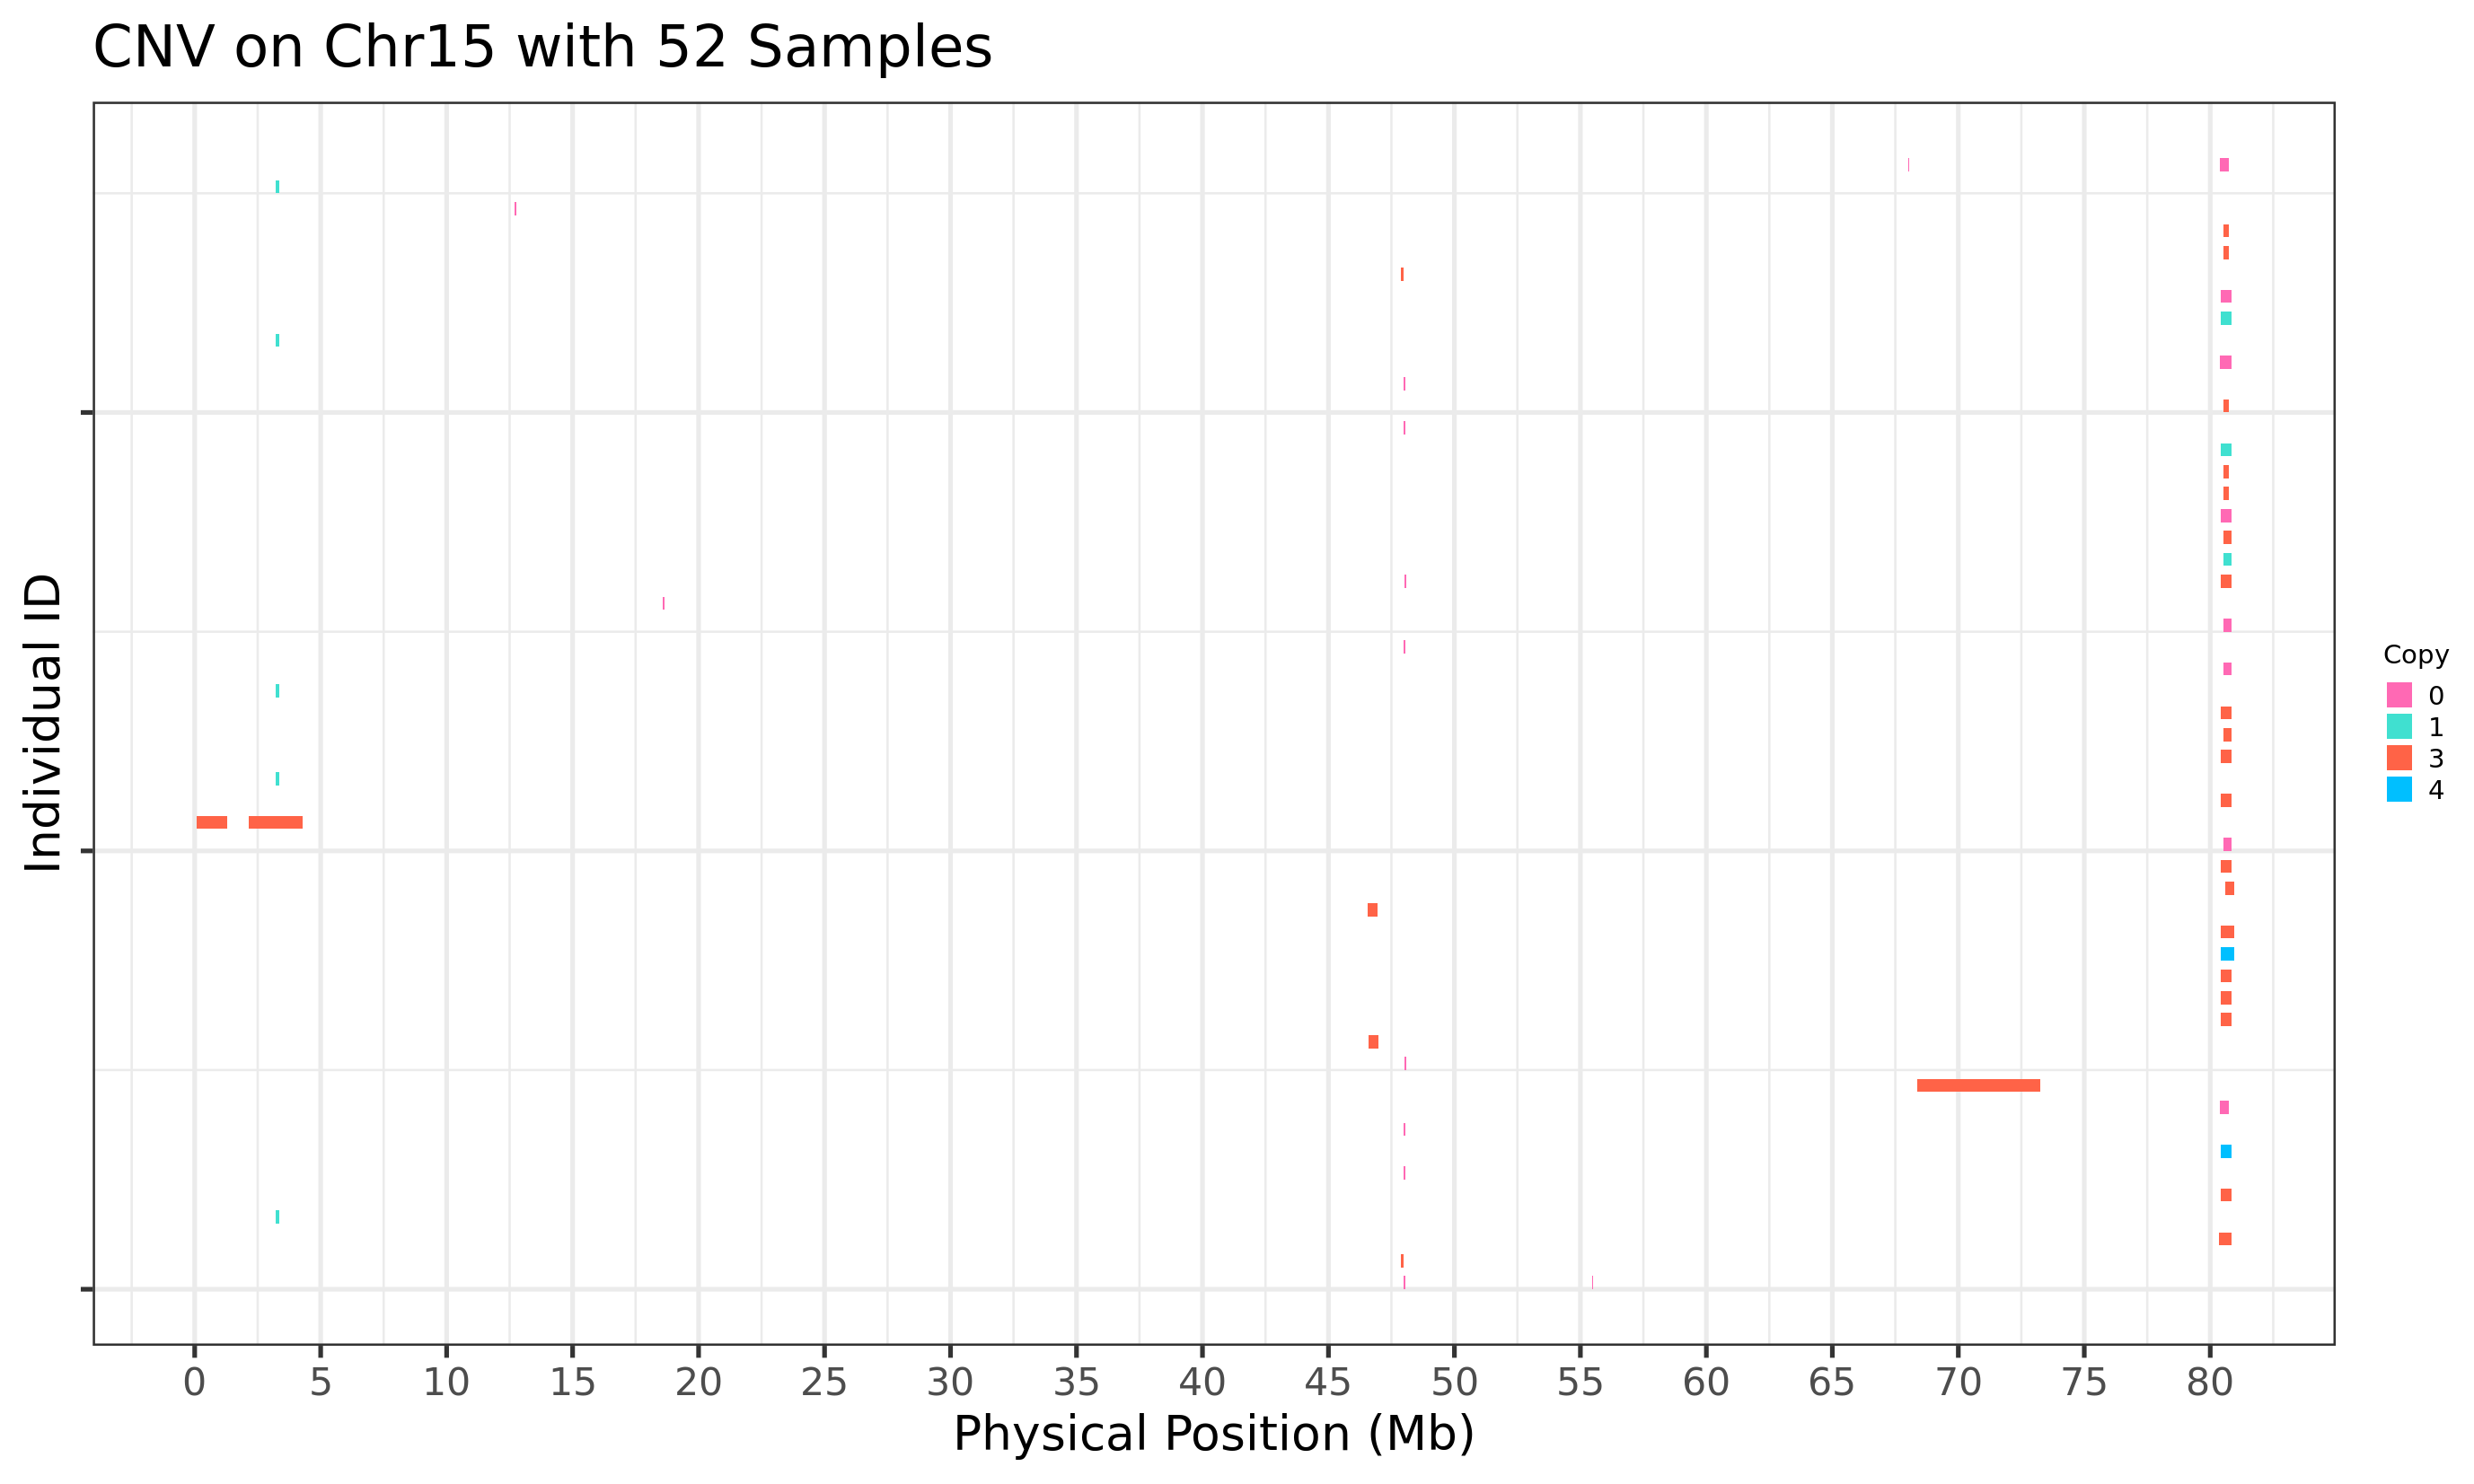 CNV on Chr15 with 52 Samples
Individual ID
0 5 10 15 20 25 30 35 40 45 50 55 60 65 70 75 80
Physical Position (Mb)
Copy
0
1
3
4